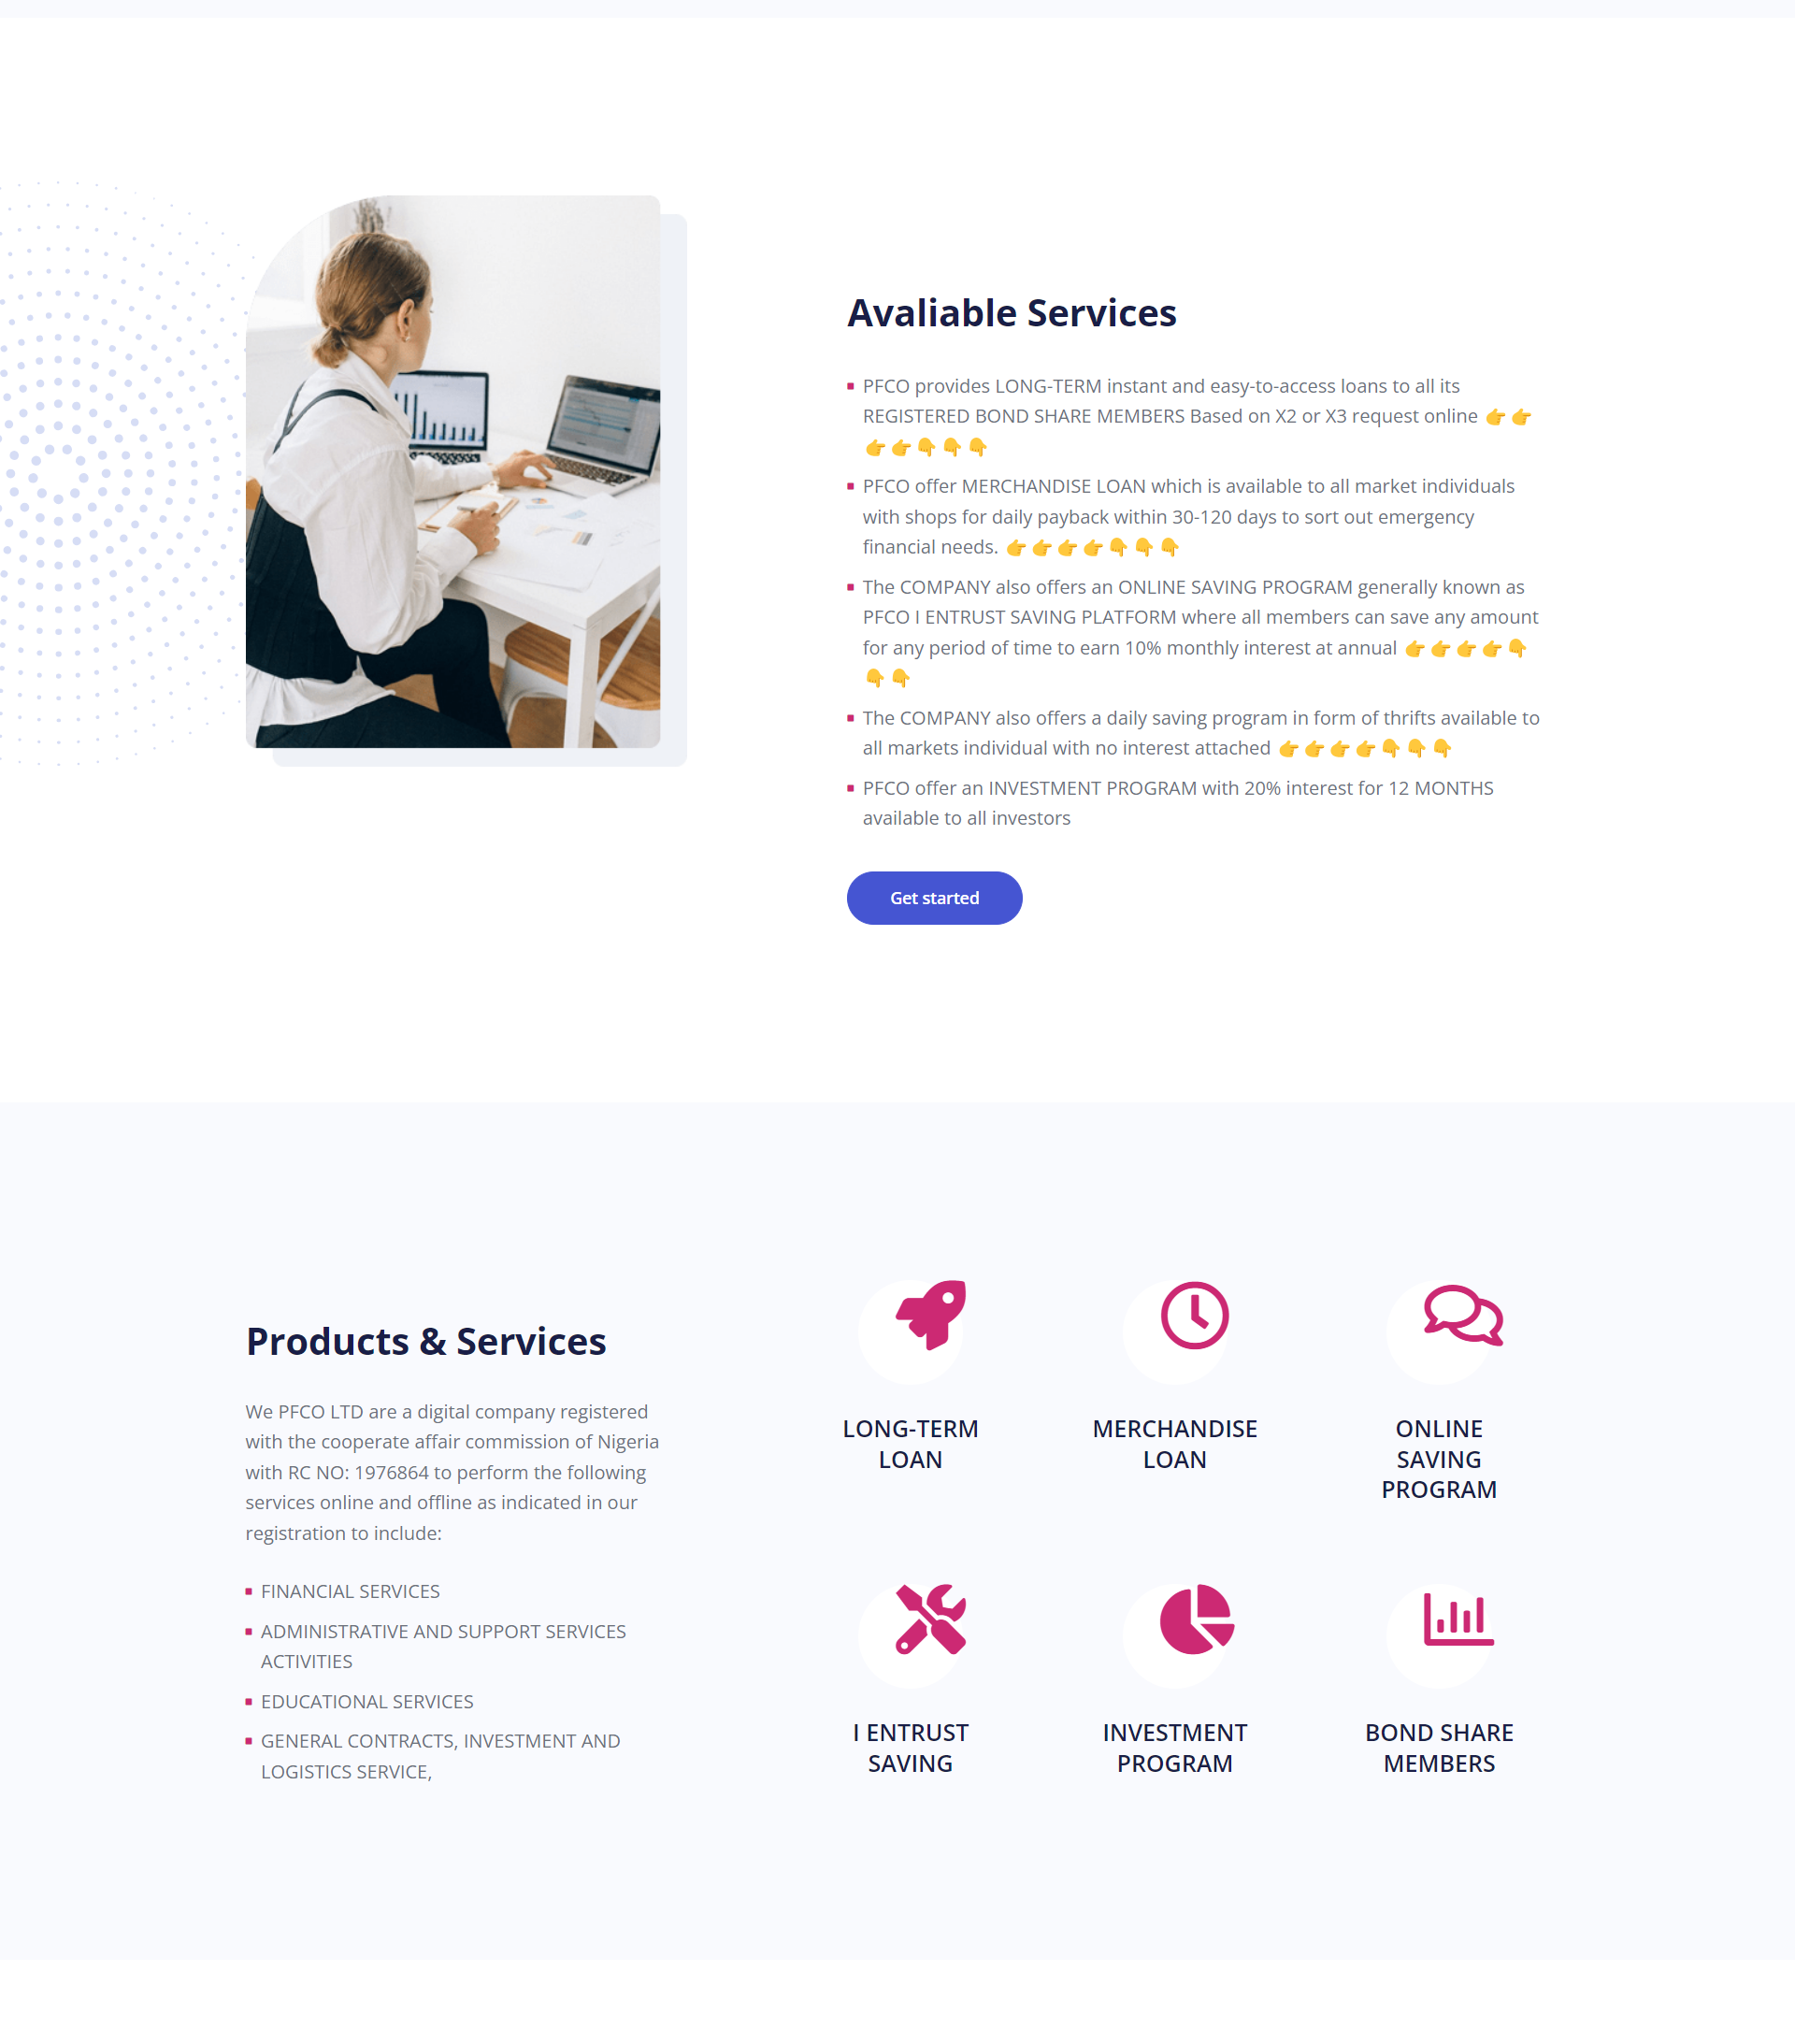 Avaliable Services
PFCO provides LONG-TERM instant and easy-to-access loans to all its
REGISTERED BOND SHARE MEMBERS Based on X2 or X3 request online 👉👉
👉👉👇👇👇
PFCO offer MERCHANDISE LOAN which is available to all market individuals
with shops for daily payback within 30-120 days to sort out emergency
financial needs. 👉👉👉👉👇👇👇
The COMPANY also offers an ONLINE SAVING PROGRAM generally known as
PFCO I ENTRUST SAVING PLATFORM where all members can save any amount
for any period of time to earn 10% monthly interest at annual 👉👉👉👉👇
👇👇
The COMPANY also offers a daily saving program in form of thrifts available to
all markets individual with no interest attached 👉👉👉👉👇👇👇
PFCO offer an INVESTMENT PROGRAM with 20% interest for 12 MONTHS
available to all investors
Get started
Products & Services
We PFCO LTD are a digital company registered
with the cooperate affair commission of Nigeria
with RC NO: 1976864 to perform the following
services online and offline as indicated in our
registration to include:
FINANCIAL SERVICES
ADMINISTRATIVE AND SUPPORT SERVICES
ACTIVITIES
EDUCATIONAL SERVICES
GENERAL CONTRACTS, INVESTMENT AND
LOGISTICS SERVICE,
LONG-TERM
LOAN
MERCHANDISE
LOAN
ONLINE
SAVING
PROGRAM
I ENTRUST
SAVING
INVESTMENT
PROGRAM
BOND SHARE
MEMBERS